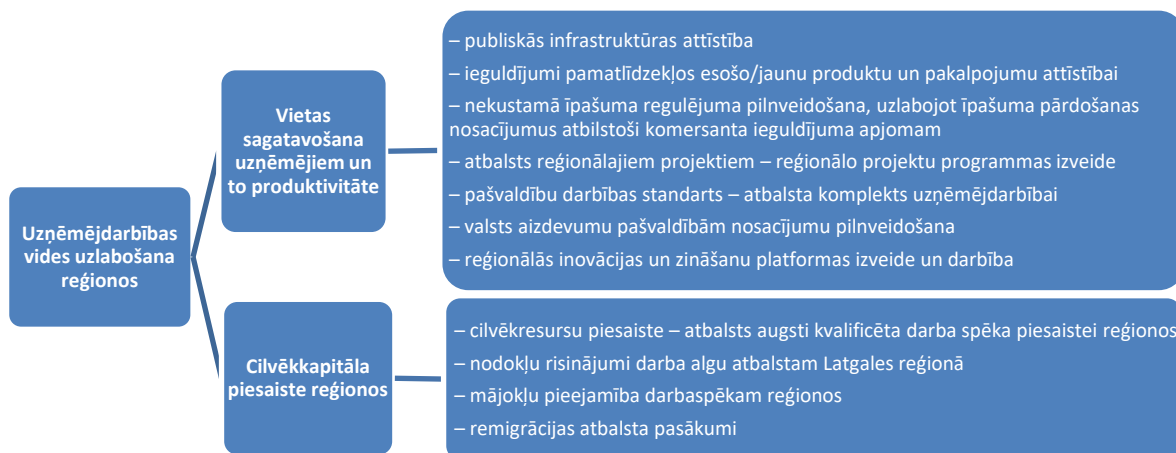 Uzņēmējdarbības
vides uzlabošana
reģionos
Vietas
sagatavošana
uzņēmējiem un
to produktivitāte
– publiskās infrastruktūras attīstība
– ieguldījumi pamatlīdzekļos esošo/jaunu produktu un pakalpojumu attīstībai
– nekustamā īpašuma regulējuma pilnveidošana, uzlabojot īpašuma pārdošanas
nosacījumus atbilstoši komersanta ieguldījuma apjomam
– atbalsts reģionālajiem projektiem – reģionālo projektu programmas izveide
– pašvaldību darbības standarts – atbalsta komplekts uzņēmējdarbībai
– valsts aizdevumu pašvaldībām nosacījumu pilnveidošana
– reģionālās inovācijas un zināšanu platformas izveide un darbība
Cilvēkkapitāla
piesaiste reģionos
– cilvēkresursu piesaiste – atbalsts augsti kvalificēta darba spēka piesaistei reģionos
– nodokļu risinājumi darba algu atbalstam Latgales reģionā
– mājokļu pieejamība darbaspēkam reģionos
– remigrācijas atbalsta pasākumi